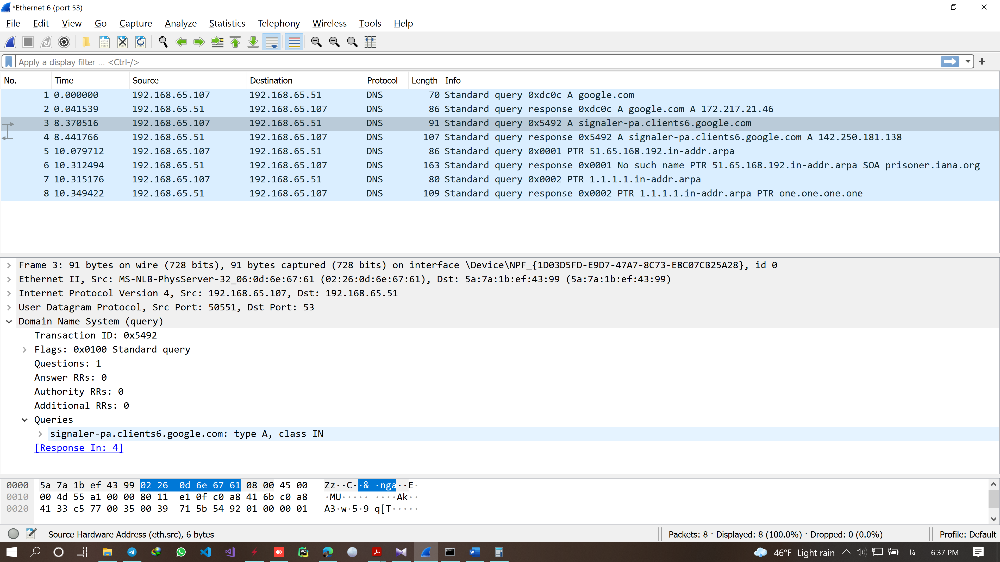 *Ethernet 6 (port 53)
File Edit View Go Capture Analyze Statistics Telephony Wireless Tools Help
Apply a display filter ... <Ctrl-/>
No. Time Source Destination Protocol Length Info
1 0.000000 192.168.65.107 192.168.65.51 DNS 70 Standard query 0xdc0c A google.com
2 0.041539 192.168.65.51 192.168.65.107 DNS 86 Standard query response 0xdc0c A google.com A 172.217.21.46
3 8.370516 192.168.65.107 192.168.65.51 DNS 91 Standard query 0x5492 A signaler-pa.clients6.google.com
4 8.441766 192.168.65.51 192.168.65.107 DNS 107 Standard query response 0x5492 A signaler-pa.clients6.google.com A 142.250.181.138
5 10.079712 192.168.65.107 192.168.65.51 DNS 86 Standard query 0x0001 PTR 51.65.168.192.in-addr.arpa
6 10.312494 192.168.65.51 192.168.65.107 DNS 163 Standard query response 0x0001 No such name PTR 51.65.168.192.in-addr.arpa SOA prisoner.iana.org
7 10.315176 192.168.65.107 192.168.65.51 DNS 80 Standard query 0x0002 PTR 1.1.1.1.in-addr.arpa
8 10.349422 192.168.65.51 192.168.65.107 DNS 109 Standard query response 0x0002 PTR 1.1.1.1.in-addr.arpa PTR one.one.one.one
Frame 3: 91 bytes on wire (728 bits), 91 bytes captured (728 bits) on interface \Device\NPF_{1D03D5FD-E9D7-47A7-8C73-E8C07CB25A28}, id 0
Ethernet II, Src: MS-NLB-PhysServer-32_06:0d:6e:67:61 (02:26:0d:6e:67:61), Dst: 5a:7a:1b:ef:43:99 (5a:7a:1b:ef:43:99)
Internet Protocol Version 4, Src: 192.168.65.107, Dst: 192.168.65.51
User Datagram Protocol, Src Port: 50551, Dst Port: 53
Domain Name System (query)
Transaction ID: 0x5492
Flags: 0x0100 Standard query
Questions: 1
Answer RRs: 0
Authority RRs: 0
Additional RRs: 0
Queries
signaler-pa.clients6.google.com: type A, class IN
[Response In: 4]
0000 5a 7a 1b ef 43 99 02 26 0d 6e 67 61 08 00 45 00 Zz··C··& ·nga··E·
0010 00 4d 55 a1 00 00 80 11 e1 0f c0 a8 41 6b c0 a8 ·MU····· ····Ak··
0020 41 33 c5 77 00 35 00 39 71 5b 54 92 01 00 00 01 A3·w·5·9 q[T·····
Source Hardware Address (eth.src), 6 bytes Packets: 8 · Displayed: 8 (100.0%) · Dropped: 0 (0.0%) Profile: Default
46°F Light rain فا 6:37 PM